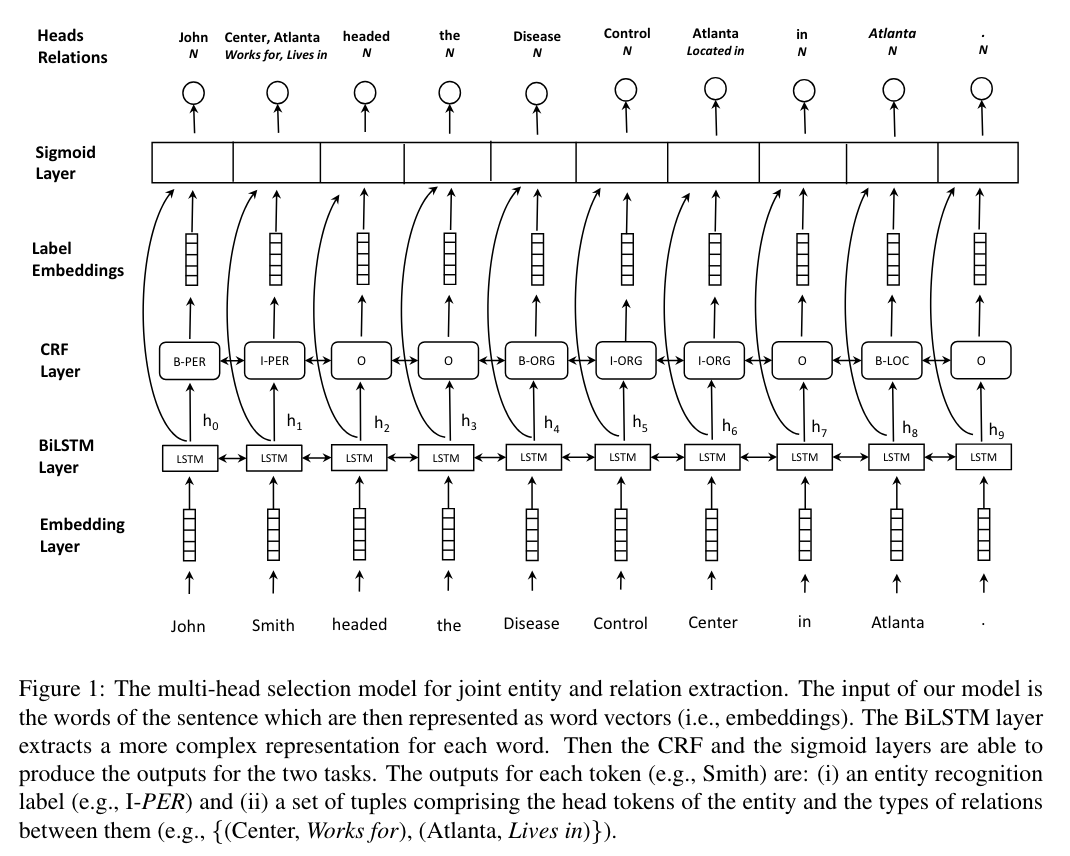 Heads
Relations
John Center, Atlanta headed the Disease Control Atlanta in Atlanta .
N Works for, Lives in N N N N Located in N N N
Sigmoid
Layer
Label
Embeddings
CRF
Layer
B-PER I-PER O O B-ORG I-ORG I-ORG O B-LOC O
h0 h1 h2 h3 h4 h5 h6 h7 h8 h9
BiLSTM
Layer
LSTM LSTM LSTM LSTM LSTM LSTM LSTM LSTM LSTM LSTM
Embedding
Layer
John Smith headed the Disease Control Center in Atlanta .
Figure 1: The multi-head selection model for joint entity and relation extraction. The input of our model is
the words of the sentence which are then represented as word vectors (i.e., embeddings). The BiLSTM layer
extracts a more complex representation for each word. Then the CRF and the sigmoid layers are able to
produce the outputs for the two tasks. The outputs for each token (e.g., Smith) are: (i) an entity recognition
label (e.g., I-PER) and (ii) a set of tuples comprising the head tokens of the entity and the types of relations
between them (e.g., {(Center, Works for), (Atlanta, Lives in)}).